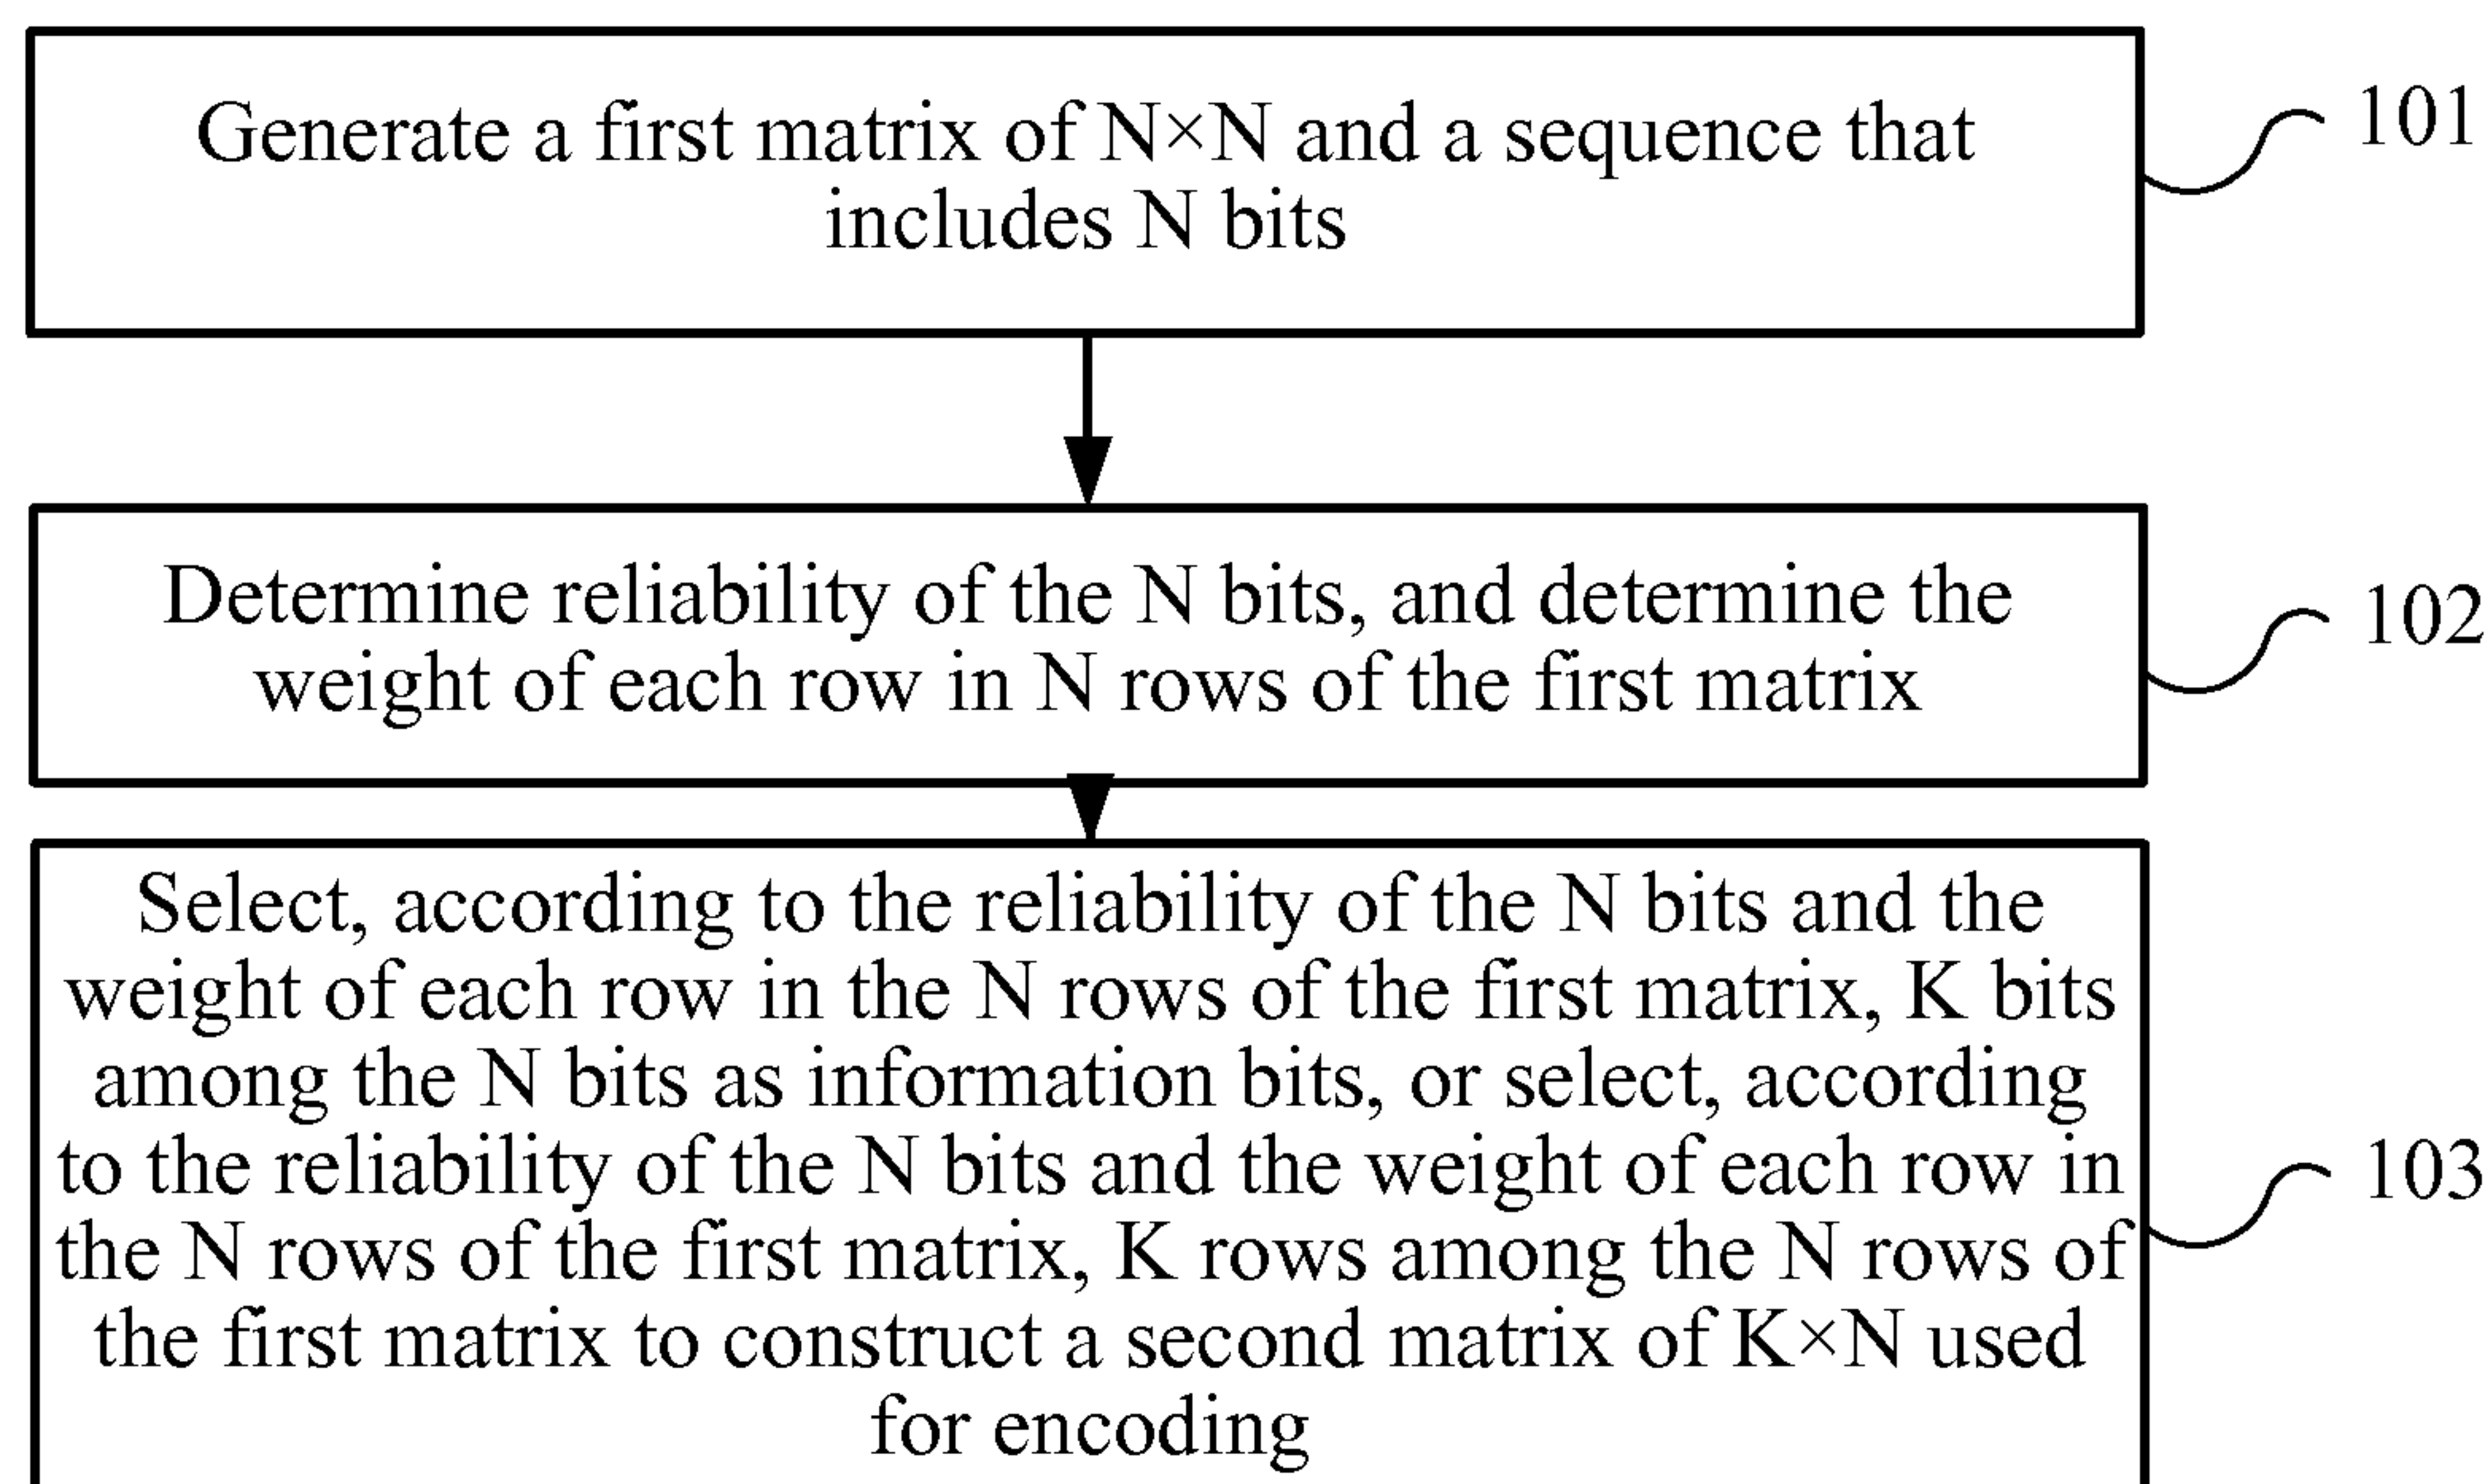 Generate a first matrix of N×N and a sequence that
includes N bits
101
Determine reliability of the N bits, and determine the
weight of each row in N rows of the first matrix
102
Select, according to the reliability of the N bits and the
weight of each row in the N rows of the first matrix, K bits
among the N bits as information bits, or select, according
to the reliability of the N bits and the weight of each row in
the N rows of the first matrix, K rows among the N rows of
the first matrix to construct a second matrix of K×N used
for encoding
103